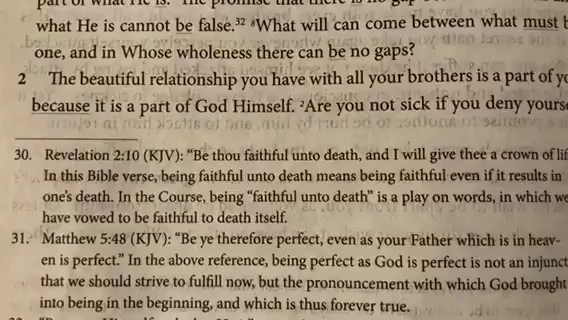 what He is cannot be false.³² ⁸What will can come between what must
one, and in Whose wholeness there can be no gaps?
2 The beautiful relationship you have with all your brothers is a part of
because it is a part of God Himself. ²Are you not sick if you deny
30. Revelation 2:10 (KJV): “Be thou faithful unto death, and I will give thee a crown of
In this Bible verse, being faithful unto death means being faithful even if it results in
one's death. In the Course, being “faithful unto death” is a play on words, in which
have vowed to be faithful to death itself.
31. Matthew 5:48 (KJV): “Be ye therefore perfect, even as your Father which is in heav-
en is perfect.” In the above reference, being perfect as God is perfect is not an
that we should strive to fulfill now, but the pronouncement with which God brought
into being in the beginning, and which is thus forever true.